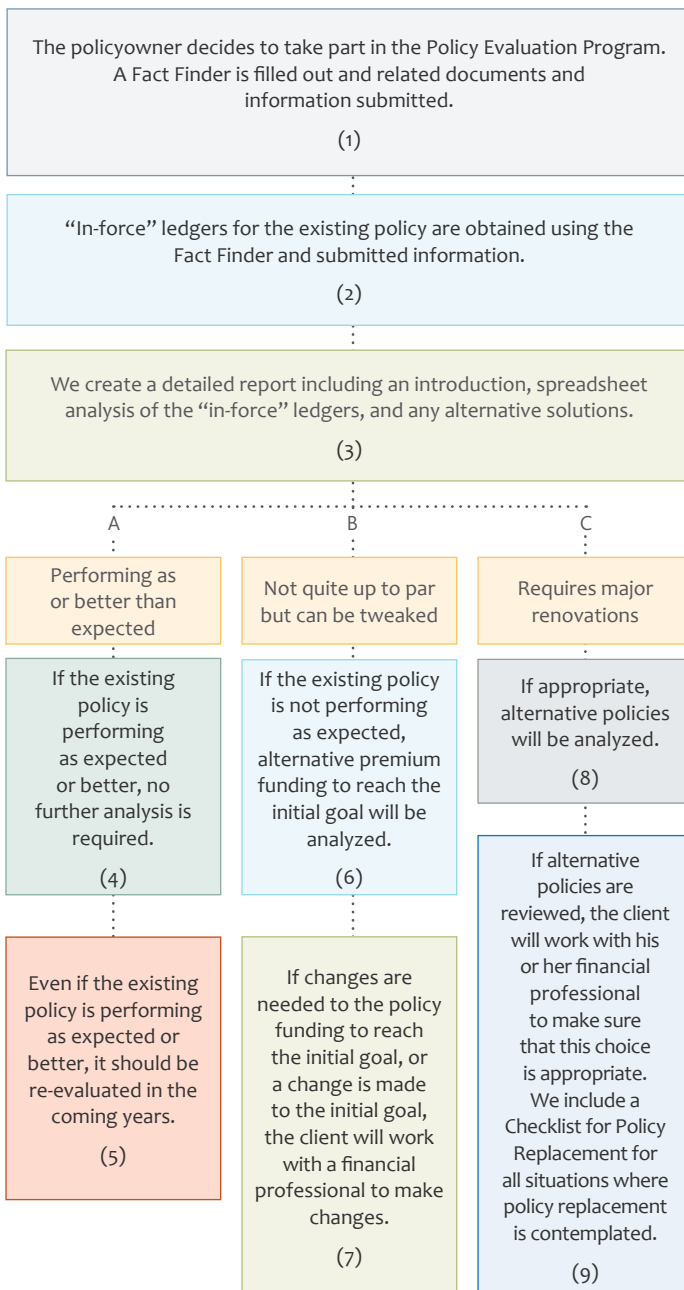 The policyowner decides to take part in the Policy Evaluation Program.
A Fact Finder is filled out and related documents and
information submitted.
(1)
“In-force” ledgers for the existing policy are obtained using the
Fact Finder and submitted information.
(2)
We create a detailed report including an introduction, spreadsheet
analysis of the “in-force” ledgers, and any alternative solutions.
(3)
A
Performing as
or better than
expected
If the existing
policy is
performing
as expected
or better, no
further analysis is
required.
(4)
Even if the existing
policy is performing
as expected or
better, it should be
re-evaluated in the
coming years.
(5)
B
Not quite up to par
but can be tweaked
If the existing policy
is not performing
as expected,
alternative premium
funding to reach the
initial goal will be
analyzed.
(6)
If changes are
needed to the policy
funding to reach
the initial goal, or
a change is made
to the initial goal,
the client will work
with a financial
professional to make
changes.
(7)
C
Requires major
renovations
If appropriate,
alternative policies
will be analyzed.
(8)
If alternative
policies are
reviewed, the client
will work with his
or her financial
professional
to make sure
that this choice
is appropriate.
We include a
Checklist for Policy
Replacement for
all situations where
policy replacement
is contemplated.
(9)